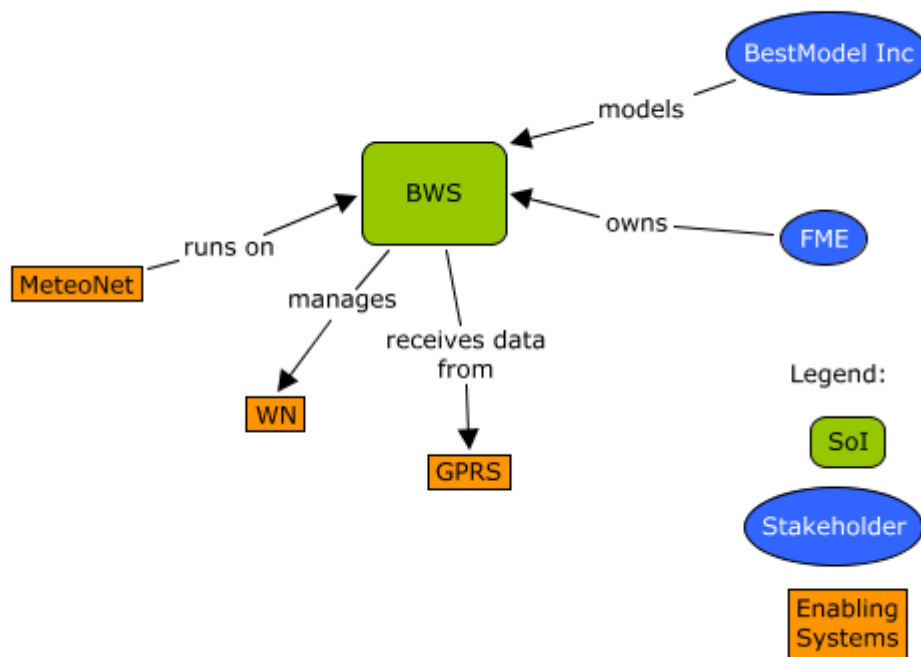 BestModel Inc
models
BWS
owns
FME
runs on
MeteoNet
manages
receives data
from
WN
GPRS
Legend:
SoI
Stakeholder
Enabling
Systems